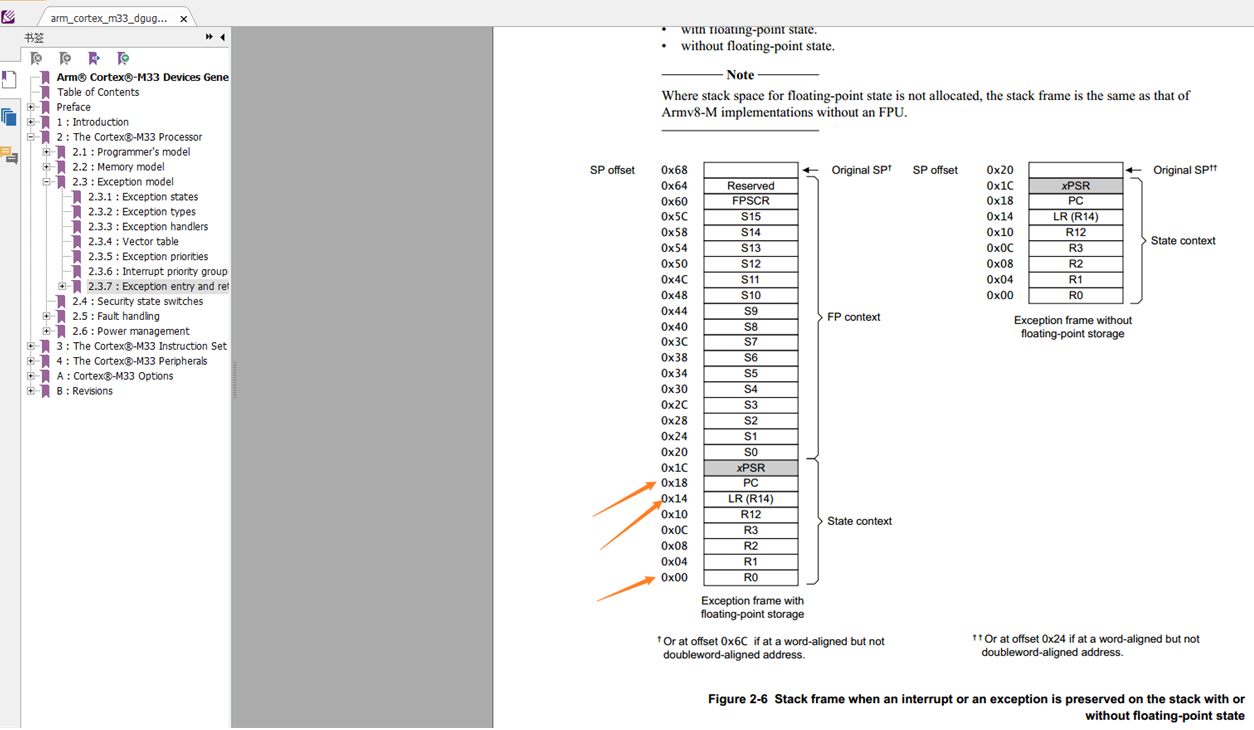 arm_cortex_m33_dgug... ×
书签
Arm® Cortex®-M33 Devices Gene
Table of Contents
Preface
1 : Introduction
2 : The Cortex®-M33 Processor
2.1 : Programmer's model
2.2 : Memory model
2.3 : Exception model
2.3.1 : Exception states
2.3.2 : Exception types
2.3.3 : Exception handlers
2.3.4 : Vector table
2.3.5 : Exception priorities
2.3.6 : Interrupt priority group
2.3.7 : Exception entry and ret
2.4 : Security state switches
2.5 : Fault handling
2.6 : Power management
3 : The Cortex®-M33 Instruction Set
4 : The Cortex®-M33 Peripherals
A : Cortex®-M33 Options
B : Revisions
• with floating-point state.
• without floating-point state.
Note
Where stack space for floating-point state is not allocated, the stack frame is the same as that of
Armv8-M implementations without an FPU.
SP offset 0x68 Original SP†
0x64 Reserved
0x60 FPSCR
0x5C S15
0x58 S14
0x54 S13
0x50 S12
0x4C S11
0x48 S10
0x44 S9
0x40 S8
0x3C S7
0x38 S6
0x34 S5
0x30 S4
0x2C S3
0x28 S2
0x24 S1
0x20 S0
FP context
0x1C xPSR
0x18 PC
0x14 LR (R14)
0x10 R12
0x0C R3
0x08 R2
0x04 R1
0x00 R0
State context
Exception frame with
floating-point storage
† Or at offset 0x6C if at a word-aligned but not
doubleword-aligned address.
SP offset 0x20 Original SP††
0x1C xPSR
0x18 PC
0x14 LR (R14)
0x10 R12
0x0C R3
0x08 R2
0x04 R1
0x00 R0
State context
Exception frame without
floating-point storage
†† Or at offset 0x24 if at a word-aligned but not
doubleword-aligned address.
Figure 2-6 Stack frame when an interrupt or an exception is preserved on the stack with or
without floating-point state